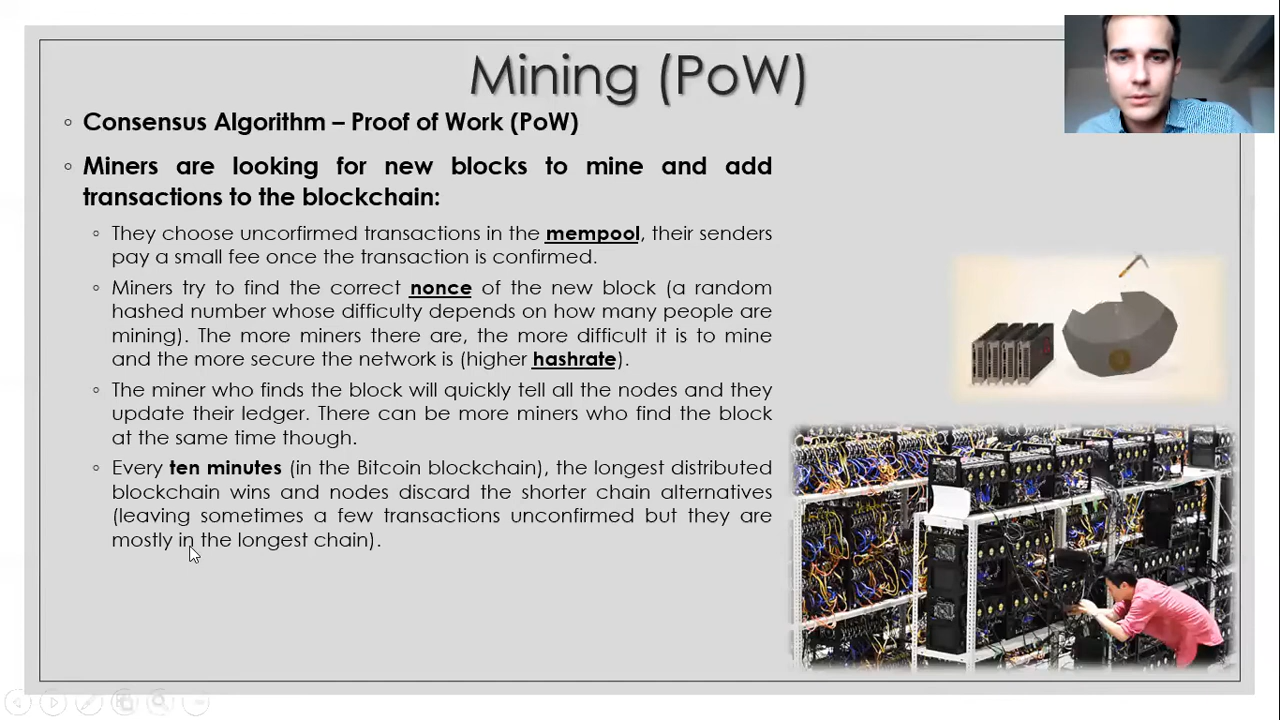 Mining (PoW)
◦ Consensus Algorithm – Proof of Work (PoW)
◦ Miners are looking for new blocks to mine and add
transactions to the blockchain:
◦ They choose uncorfirmed transactions in the mempool, their senders
pay a small fee once the transaction is confirmed.
◦ Miners try to find the correct nonce of the new block (a random
hashed number whose difficulty depends on how many people are
mining). The more miners there are, the more difficult it is to mine
and the more secure the network is (higher hashrate).
◦ The miner who finds the block will quickly tell all the nodes and they
update their ledger. There can be more miners who find the block
at the same time though.
◦ Every ten minutes (in the Bitcoin blockchain), the longest distributed
blockchain wins and nodes discard the shorter chain alternatives
(leaving sometimes a few transactions unconfirmed but they are
mostly in the longest chain).